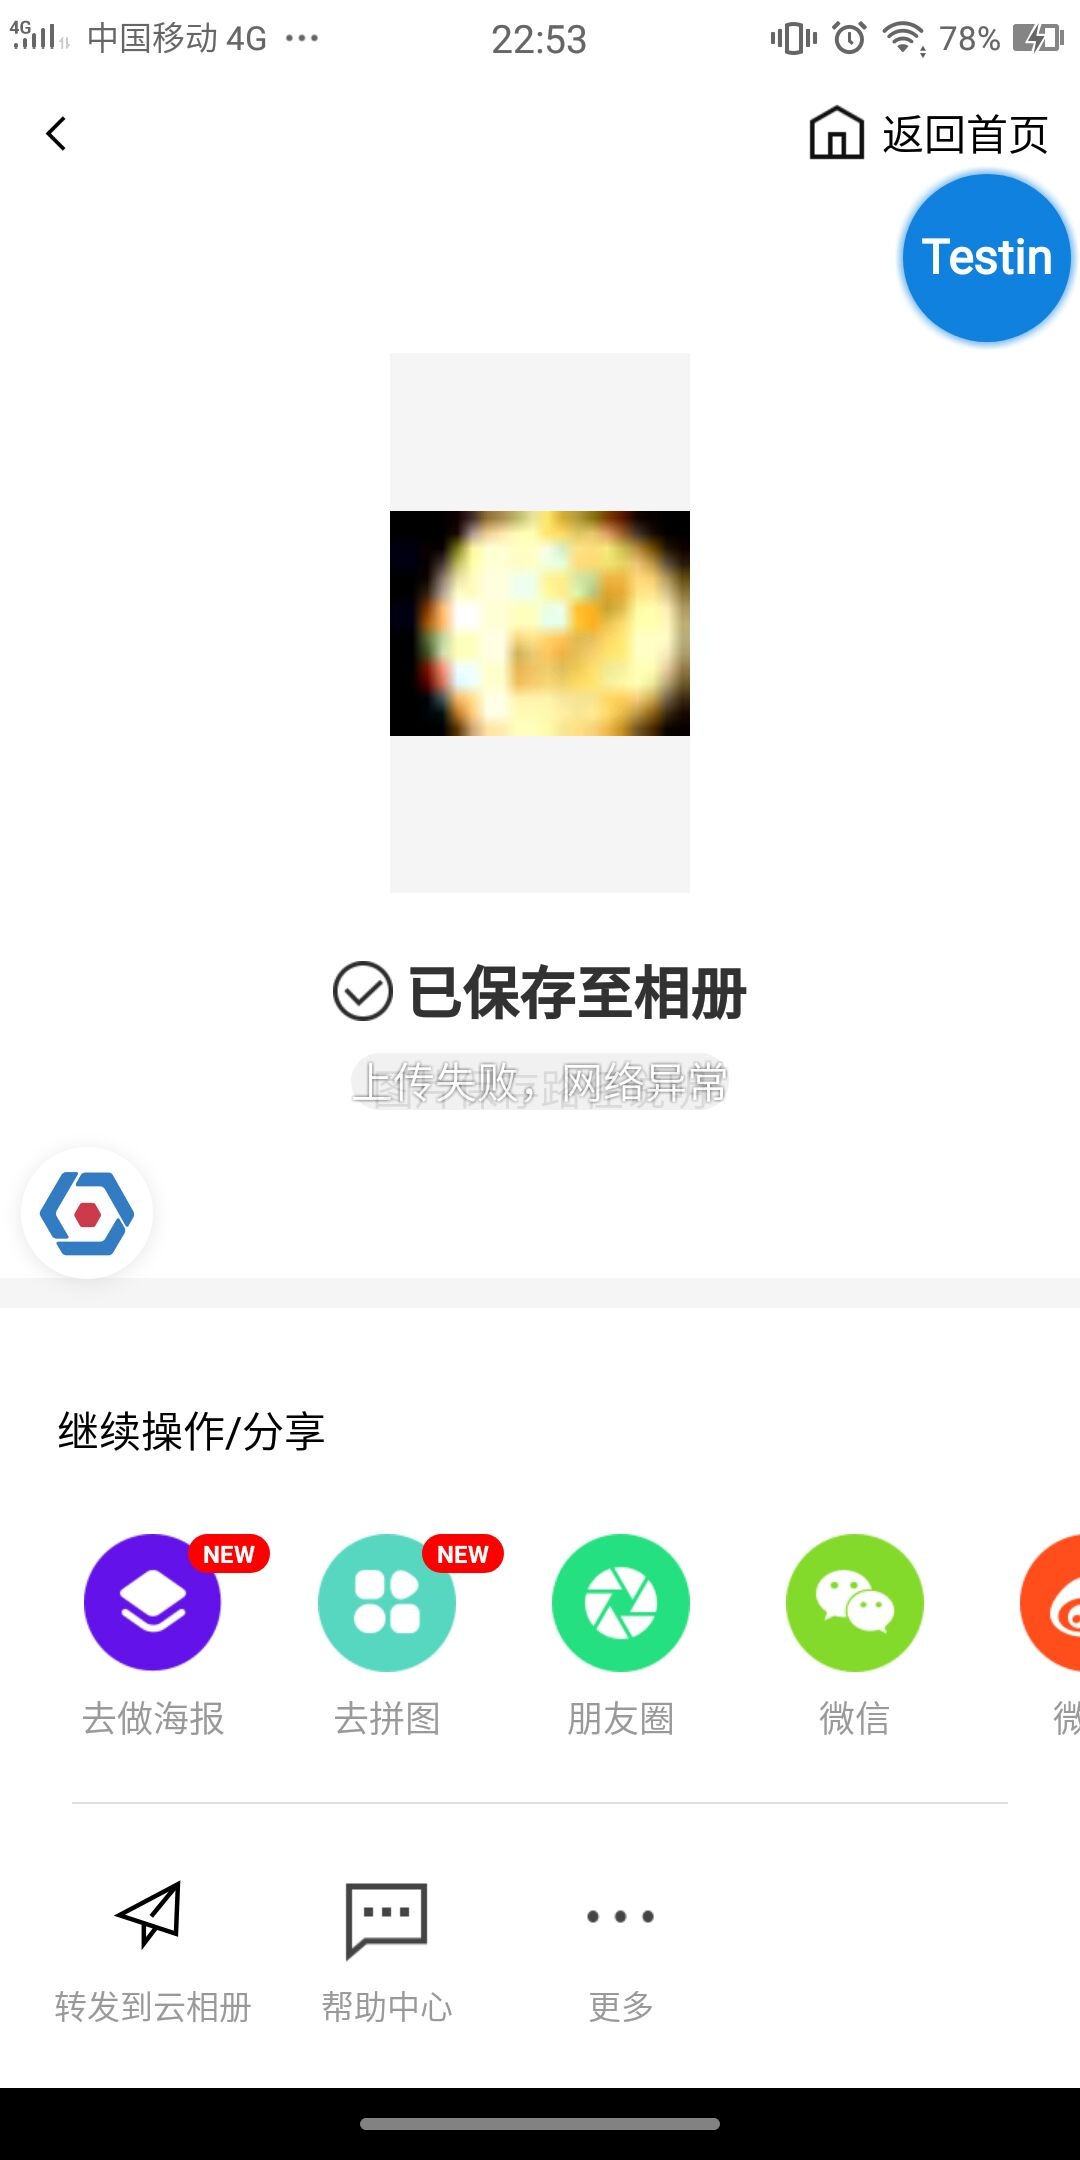 4G 中国移动 4G ··· 22:53 78%
返回首页
Testin
已保存至相册
上传失败，网络异常
继续操作/分享
NEW NEW
去做海报 去拼图 朋友圈 微信 微
转发到云相册 帮助中心 更多